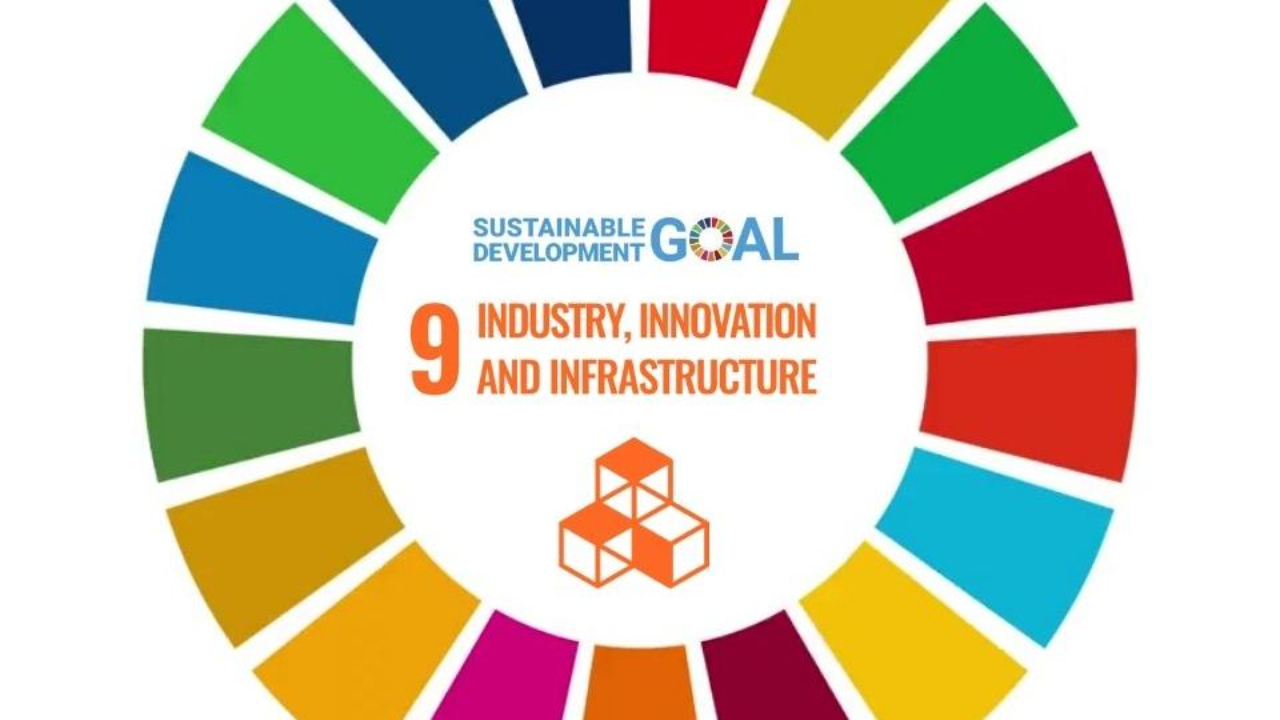 SUSTAINABLE
DEVELOPMENT GOAL
9 INDUSTRY, INNOVATION
AND INFRASTRUCTURE